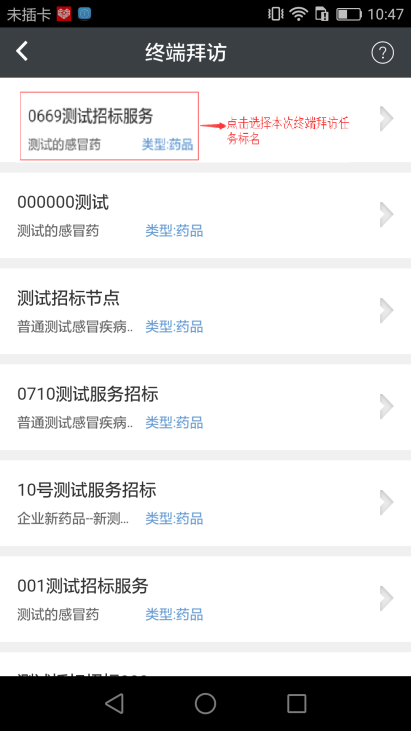 未插卡 10:47
终端拜访 ?
0669测试招标服务
测试的感冒药 类型:药品
点击选择本次终端拜访任
务标名
000000测试
测试的感冒药 类型:药品
测试招标节点
普通测试感冒疾病.. 类型:药品
0710测试服务招标
普通测试感冒疾病.. 类型:药品
10号测试服务招标
企业新药品--新测... 类型:药品
001测试招标服务
测试的感冒药 类型:药品